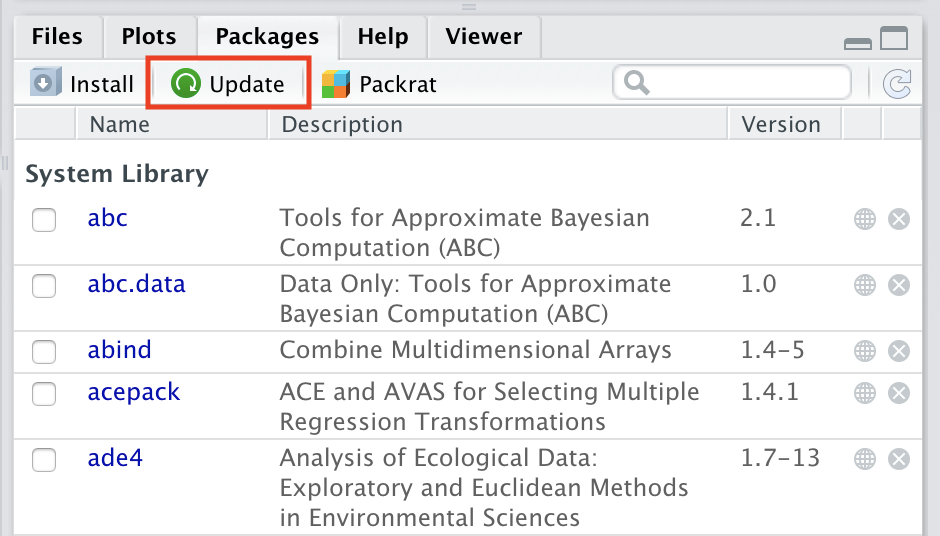 Files Plots Packages Help Viewer
Install Update Packrat
Name Description Version
System Library
abc Tools for Approximate Bayesian 2.1
Computation (ABC)
abc.data Data Only: Tools for Approximate 1.0
Bayesian Computation (ABC)
abind Combine Multidimensional Arrays 1.4-5
acepack ACE and AVAS for Selecting Multiple 1.4.1
Regression Transformations
ade4 Analysis of Ecological Data: 1.7-13
Exploratory and Euclidean Methods
in Environmental Sciences